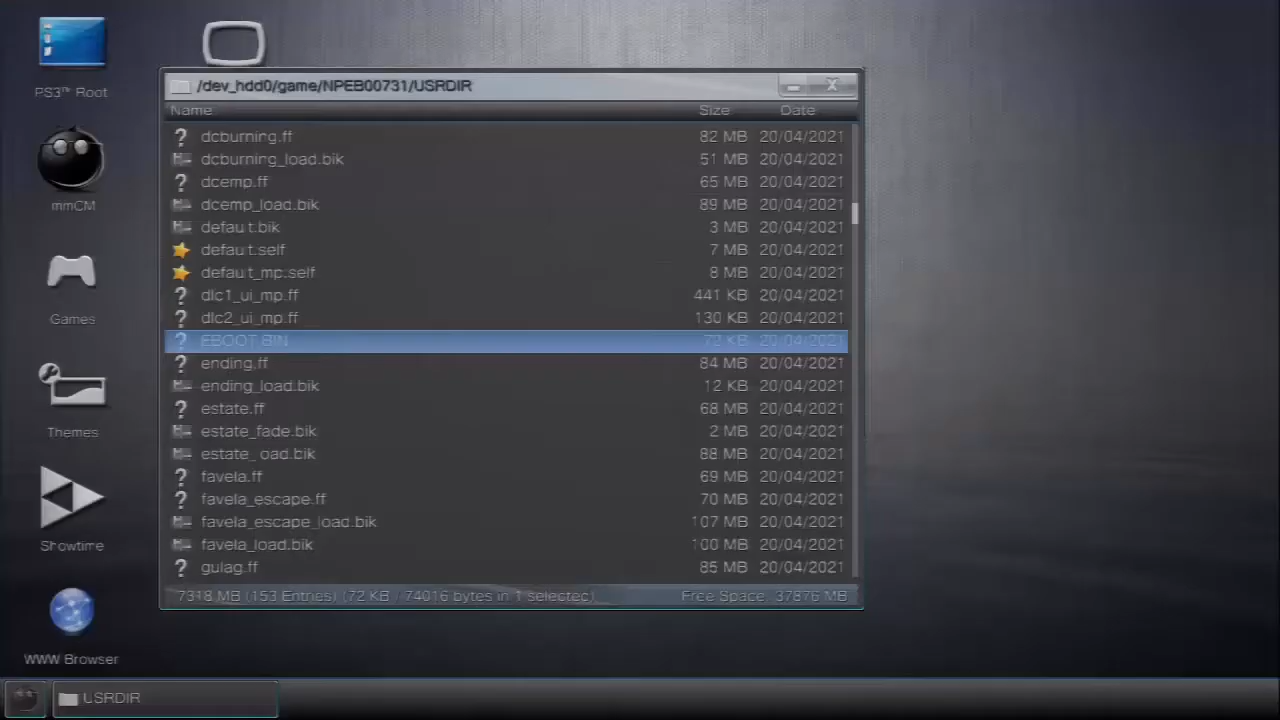 PS3™ Root
mmCM
Games
Themes
Showtime
WWW Browser
/dev_hdd0/game/NPEB00731/USRDIR
Name Size Date
dcburning.ff 82 MB 20/04/2021
dcburning_load.bik 51 MB 20/04/2021
dcemp.ff 65 MB 20/04/2021
dcemp_load.bik 89 MB 20/04/2021
defau t.bik 3 MB 20/04/2021
defau t.self 7 MB 20/04/2021
defau t_mp.self 8 MB 20/04/2021
dlc1_ui_mp.ff 441 KB 20/04/2021
dlc2_ui_mp.ff 130 KB 20/04/2021
EBOOT.BIN 72 KB 20/04/2021
ending.ff 84 MB 20/04/2021
ending_load.bik 12 KB 20/04/2021
estate.ff 68 MB 20/04/2021
estate_fade.bik 2 MB 20/04/2021
estate_ oad.bik 88 MB 20/04/2021
favela.ff 69 MB 20/04/2021
favela_escape.ff 70 MB 20/04/2021
favela_escape_load.bik 107 MB 20/04/2021
favela_load.bik 100 MB 20/04/2021
gulag.ff 85 MB 20/04/2021
7318 MB (153 Entries) (72 KB / 74016 bytes in 1 selected) Free Space: 37876 MB
USRDIR